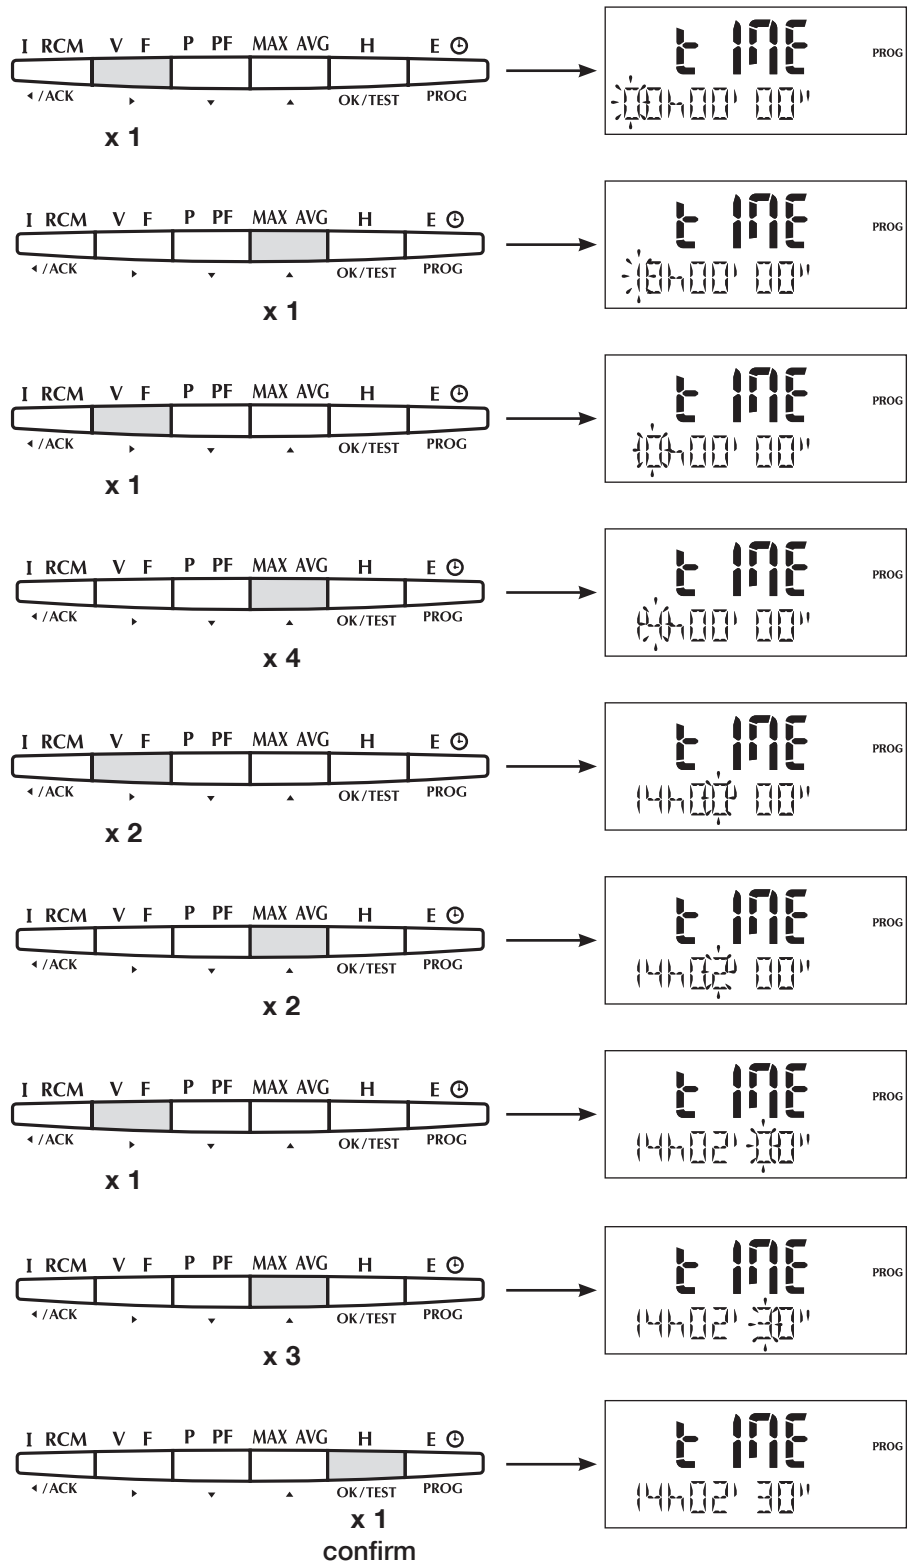 I RCM V F P PF MAX AVG H E
◂ /ACK ▸ ▾ ▴ OK/TEST PROG
x 1
tIME PROG
00h00' 00"
I RCM V F P PF MAX AVG H E
◂ /ACK ▸ ▾ ▴ OK/TEST PROG
x 1
tIME PROG
10h00' 00"
I RCM V F P PF MAX AVG H E
◂ /ACK ▸ ▾ ▴ OK/TEST PROG
x 1
tIME PROG
10h00' 00"
I RCM V F P PF MAX AVG H E
◂ /ACK ▸ ▾ ▴ OK/TEST PROG
x 4
tIME PROG
14h00' 00"
I RCM V F P PF MAX AVG H E
◂ /ACK ▸ ▾ ▴ OK/TEST PROG
x 2
tIME PROG
14h00' 00"
I RCM V F P PF MAX AVG H E
◂ /ACK ▸ ▾ ▴ OK/TEST PROG
x 2
tIME PROG
14h02' 00"
I RCM V F P PF MAX AVG H E
◂ /ACK ▸ ▾ ▴ OK/TEST PROG
x 1
tIME PROG
14h02' 00"
I RCM V F P PF MAX AVG H E
◂ /ACK ▸ ▾ ▴ OK/TEST PROG
x 3
tIME PROG
14h02' 30"
I RCM V F P PF MAX AVG H E
◂ /ACK ▸ ▾ ▴ OK/TEST PROG
x 1
confirm
tIME PROG
14h02' 30"